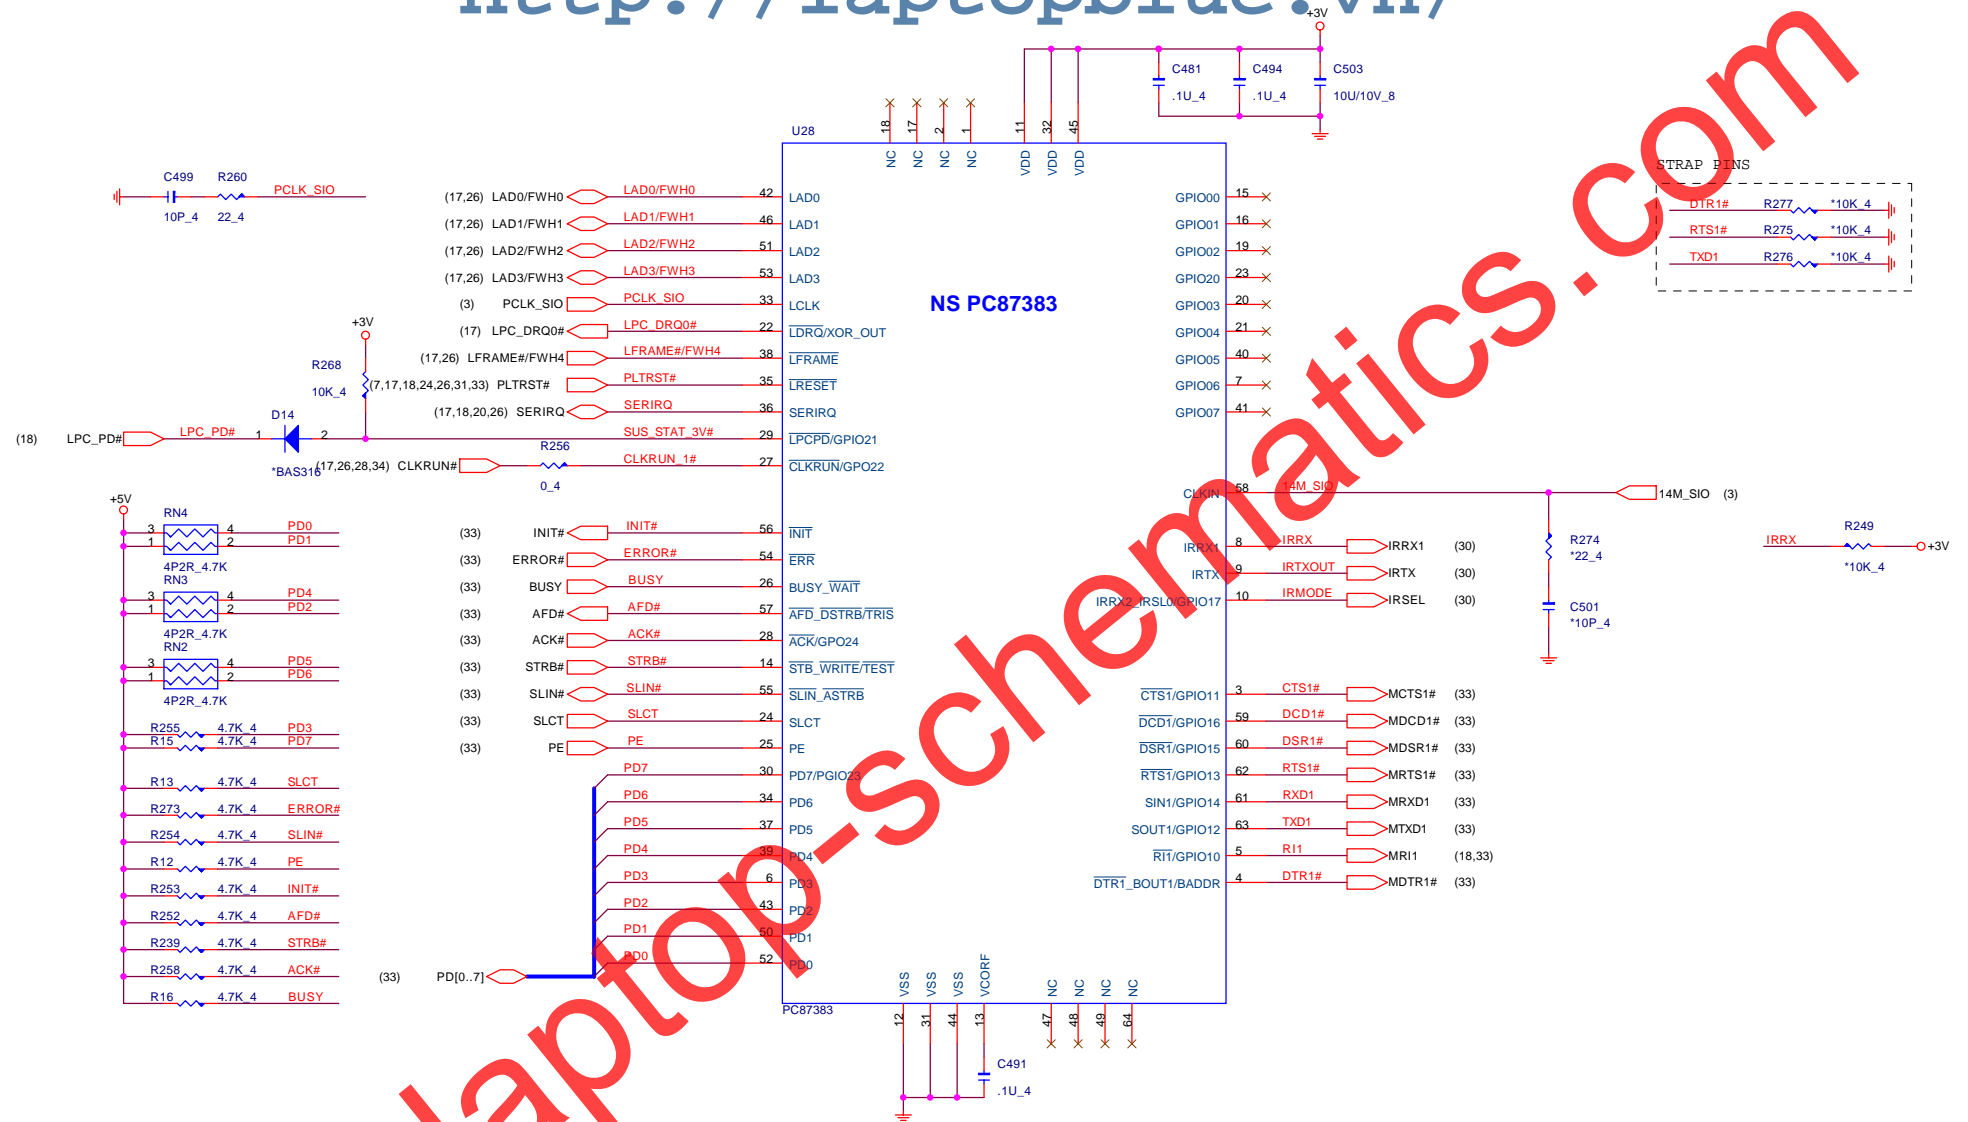 http://laptopblue.vn/
+3V
C481
C494
C503
.1U_4
.1U_4
10U/10V_8
U28
18 17 2 1 11 32 45
NC NC NC NC VDD VDD VDD
STRAP PINS
DTR1# R277 *10K_4
RTS1# R275 *10K_4
TXD1 R276 *10K_4
C499 R260 PCLK_SIO
10P_4 22_4
(17,26) LAD0/FWH0 LAD0/FWH0 42 LAD0
(17,26) LAD1/FWH1 LAD1/FWH1 46 LAD1
(17,26) LAD2/FWH2 LAD2/FWH2 51 LAD2
(17,26) LAD3/FWH3 LAD3/FWH3 53 LAD3
(3) PCLK_SIO PCLK_SIO 33 LCLK
(17) LPC_DRQ0# LPC_DRQ0# 22 LDRQ/XOR_OUT
(17,26) LFRAME#/FWH4 LFRAME#/FWH4 38 LFRAME
(7,17,18,24,26,31,33) PLTRST# PLTRST# 35 LRESET
(17,18,20,26) SERIRQ SERIRQ 36 SERIRQ
SUS_STAT_3V# 29 LPCPD/GPIO21
(17,26,28,34) CLKRUN# R256 0_4 CLKRUN_1# 27 CLKRUN/GPO22
+3V
R268
10K_4
(18) LPC_PD# LPC_PD# 1 D14 2
*BAS316
NS PC87383
GPIO00 15
GPIO01 16
GPIO02 19
GPIO20 23
GPIO03 20
GPIO04 21
GPIO05 40
GPIO06 7
GPIO07 41
CLKIN 58 14M_SIO 14M_SIO (3)
R274
*22_4
C501
*10P_4
IRRX R249 +3V
*10K_4
IRRX1 8 IRRX IRRX1 (30)
IRTX 9 IRTXOUT IRTX (30)
IRRX2_IRSL0/GPIO17 10 IRMODE IRSEL (30)
+5V
RN4
3 4 PD0
1 2 PD1
4P2R_4.7K
RN3
3 4 PD4
1 2 PD2
4P2R_4.7K
RN2
3 4 PD5
1 2 PD6
4P2R_4.7K
R255 4.7K_4 PD3
R15 4.7K_4 PD7
R13 4.7K_4 SLCT
R273 4.7K_4 ERROR#
R254 4.7K_4 SLIN#
R12 4.7K_4 PE
R253 4.7K_4 INIT#
R252 4.7K_4 AFD#
R239 4.7K_4 STRB#
R258 4.7K_4 ACK#
R16 4.7K_4 BUSY
(33) INIT# INIT# 56 INIT
(33) ERROR# ERROR# 54 ERR
(33) BUSY BUSY 26 BUSY_WAIT
(33) AFD# AFD# 57 AFD_DSTRB/TRIS
(33) ACK# ACK# 28 ACK/GPO24
(33) STRB# STRB# 14 STB_WRITE/TEST
(33) SLIN# SLIN# 55 SLIN_ASTRB
(33) SLCT SLCT 24 SLCT
(33) PE PE 25 PE
PD7 30 PD7/PGIO23
PD6 34 PD6
PD5 37 PD5
PD4 39 PD4
PD3 6 PD3
PD2 43 PD2
PD1 50 PD1
PD0 52 PD0
(33) PD[0..7]
CTS1/GPIO11 3 CTS1# MCTS1# (33)
DCD1/GPIO16 59 DCD1# MDCD1# (33)
DSR1/GPIO15 60 DSR1# MDSR1# (33)
RTS1/GPIO13 62 RTS1# MRTS1# (33)
SIN1/GPIO14 61 RXD1 MRXD1 (33)
SOUT1/GPIO12 63 TXD1 MTXD1 (33)
RI1/GPIO10 5 RI1 MRI1 (18,33)
DTR1_BOUT1/BADDR 4 DTR1# MDTR1# (33)
VSS VSS VSS VCORF NC NC NC NC
PC87383
12 31 44 13 47 48 49 64
C491
.1U_4
laptop-schematics.com